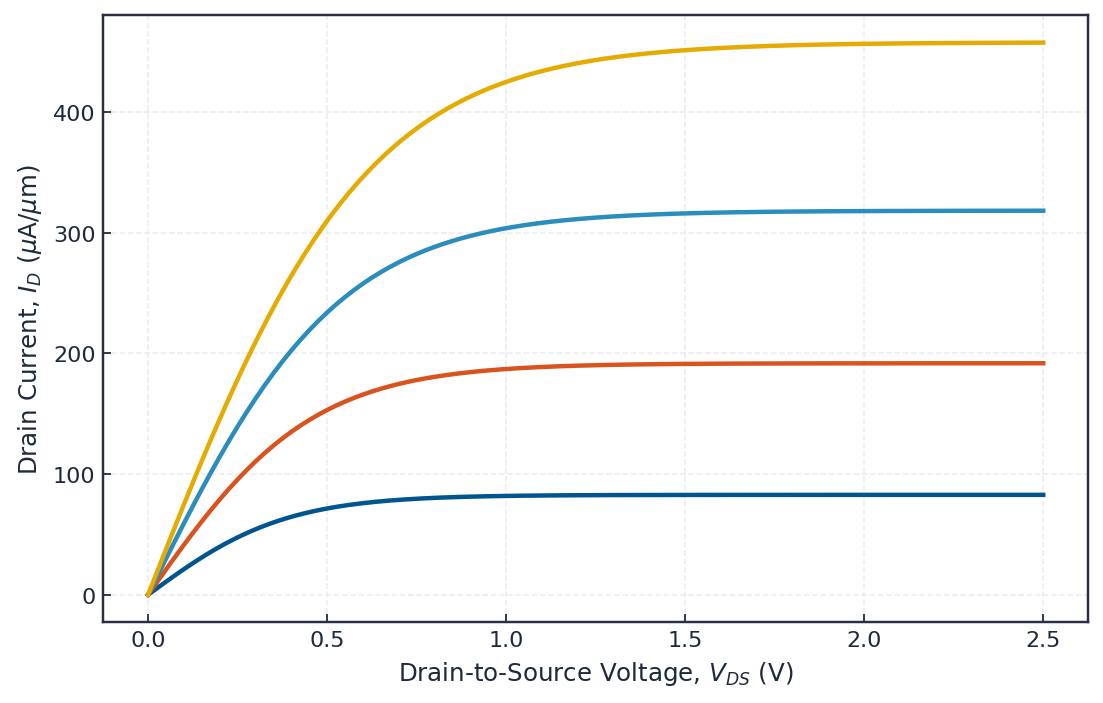 400
300
200
100
0
0.0 0.5 1.0 1.5 2.0 2.5
Drain-to-Source Voltage, V_DS (V)
Drain Current, I_D (μA/μm)